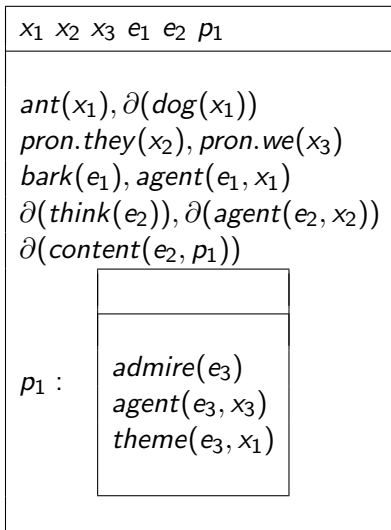 x₁ x₂ x₃ e₁ e₂ p₁
ant(x₁), ∂(dog(x₁))
pron.they(x₂), pron.we(x₃)
bark(e₁), agent(e₁, x₁)
∂(think(e₂)), ∂(agent(e₂, x₂))
∂(content(e₂, p₁))
p₁ :
admire(e₃)
agent(e₃, x₃)
theme(e₃, x₁)